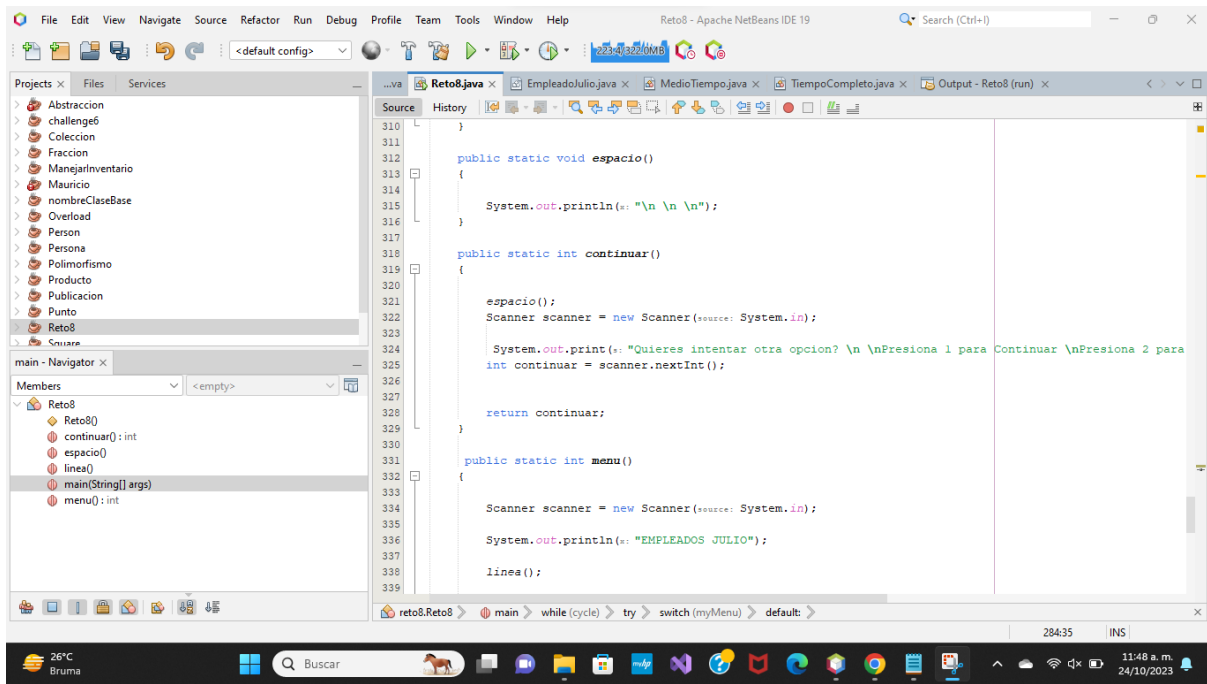 File Edit View Navigate Source Refactor Run Debug Profile Team Tools Window Help Reto8 - Apache NetBeans IDE 19 Search (Ctrl+I)
<default config> 223.4/322.0MB
Projects Files Services
...va Reto8.java EmpleadoJulio.java MedioTiempo.java TiempoCompleto.java Output - Reto8 (run)
Source History
Abstraccion
challenge6
Coleccion
Fraccion
ManejarInventario
Mauricio
nombreClaseBase
Overload
Person
Persona
Polimorfismo
Producto
Publicacion
Punto
Reto8
Square
main - Navigator
Members <empty>
Reto8
Reto8()
continuar() : int
espacio()
linea()
main(String[] args)
menu() : int
310 }
311
312 public static void espacio()
313 {
314
315 System.out.println(x: "\n \n \n");
316 }
317
318 public static int continuar()
319 {
320
321 espacio();
322 Scanner scanner = new Scanner(source: System.in);
323
324 System.out.print(s: "Quieres intentar otra opcion? \n \nPresiona 1 para Continuar \nPresiona 2 para
325 int continuar = scanner.nextInt();
326
327
328 return continuar;
329 }
330
331 public static int menu()
332 {
333
334 Scanner scanner = new Scanner(source: System.in);
335
336 System.out.println(x: "EMPLEADOS JULIO");
337
338 linea();
339
reto8.Reto8 main while (cycle) try switch (myMenu) default:
284:35 INS
26°C
Bruma
Buscar
mvhp
11:48 a. m.
24/10/2023